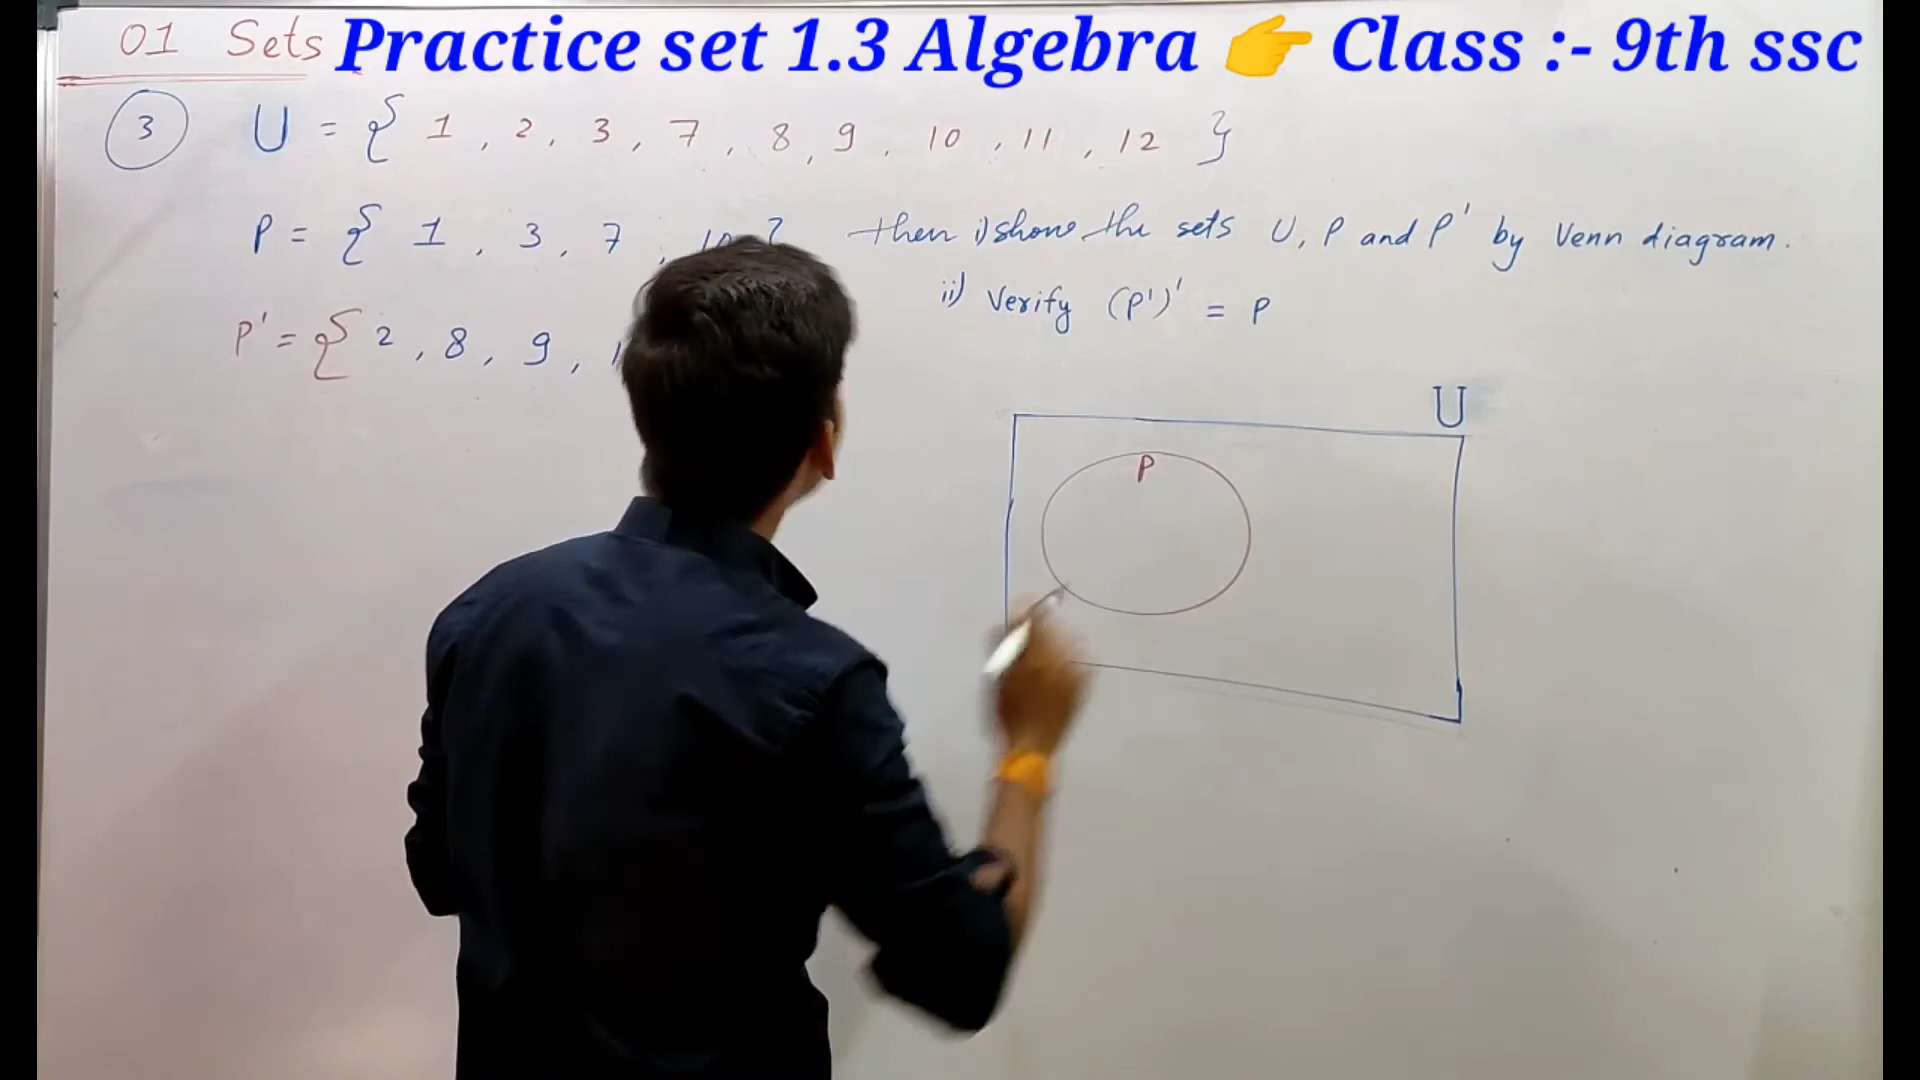 01 Sets Practice set 1.3 Algebra 👉 Class :- 9th ssc
3 U = { 1 , 2 , 3 , 7 , 8 , 9 , 10 , 11 , 12 }
P = { 1 , 3 , 7 , 10 } then i) show the sets U, P and P' by Venn diagram.
ii) Verify (P')' = P
P' = { 2 , 8 , 9 ,
U
P